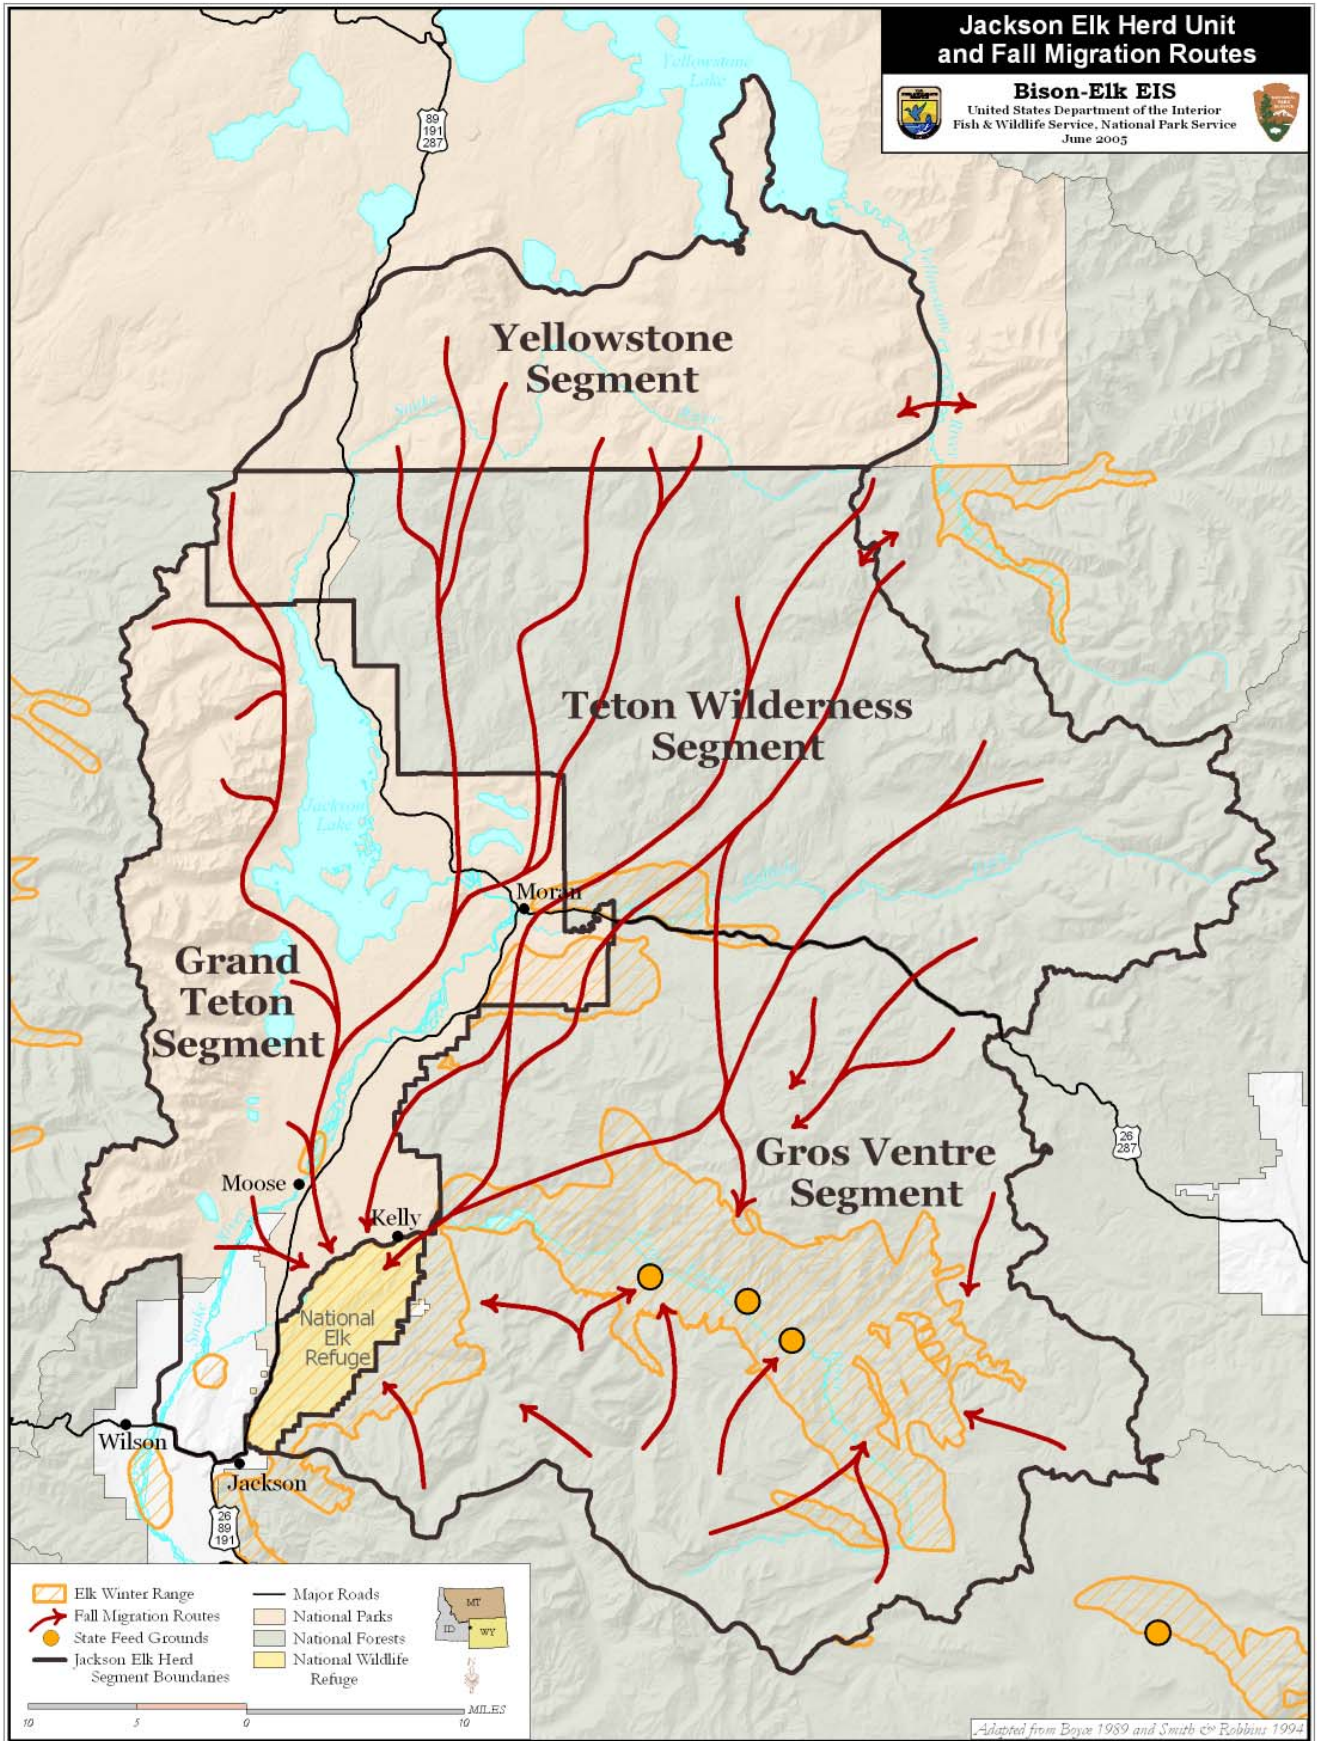 Jackson Elk Herd Unit
and Fall Migration Routes
Bison-Elk EIS
United States Department of the Interior
Fish & Wildlife Service, National Park Service
June 2005
Yellowstone
Lake
89
191
287
Yellowstone
River
Yellowstone
Segment
Snake
River
Teton Wilderness
Segment
Jackson
Lake
Moran
Grand
Teton
Segment
26
287
Gros Ventre
Segment
Moose
Kelly
Snake
National
Elk
Refuge
Wilson
Jackson
26
89
191
Elk Winter Range
Fall Migration Routes
State Feed Grounds
Jackson Elk Herd
Segment Boundaries
Major Roads
National Parks
National Forests
National Wildlife
Refuge
MT
ID
WY
10 5 0 10 MILES
Adapted from Boyce 1989 and Smith & Robbins 1994